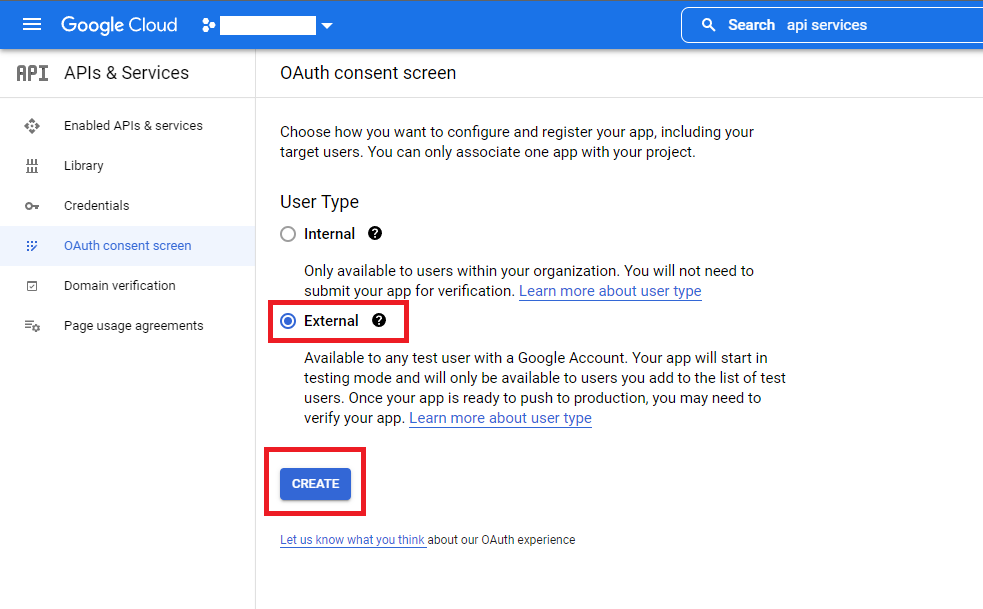 Google Cloud
Search api services
API APIs & Services
OAuth consent screen
Enabled APIs & services
Library
Credentials
OAuth consent screen
Domain verification
Page usage agreements
Choose how you want to configure and register your app, including your
target users. You can only associate one app with your project.
User Type
Internal ?
Only available to users within your organization. You will not need to
submit your app for verification. Learn more about user type
External ?
Available to any test user with a Google Account. Your app will start in
testing mode and will only be available to users you add to the list of test
users. Once your app is ready to push to production, you may need to
verify your app. Learn more about user type
CREATE
Let us know what you think about our OAuth experience